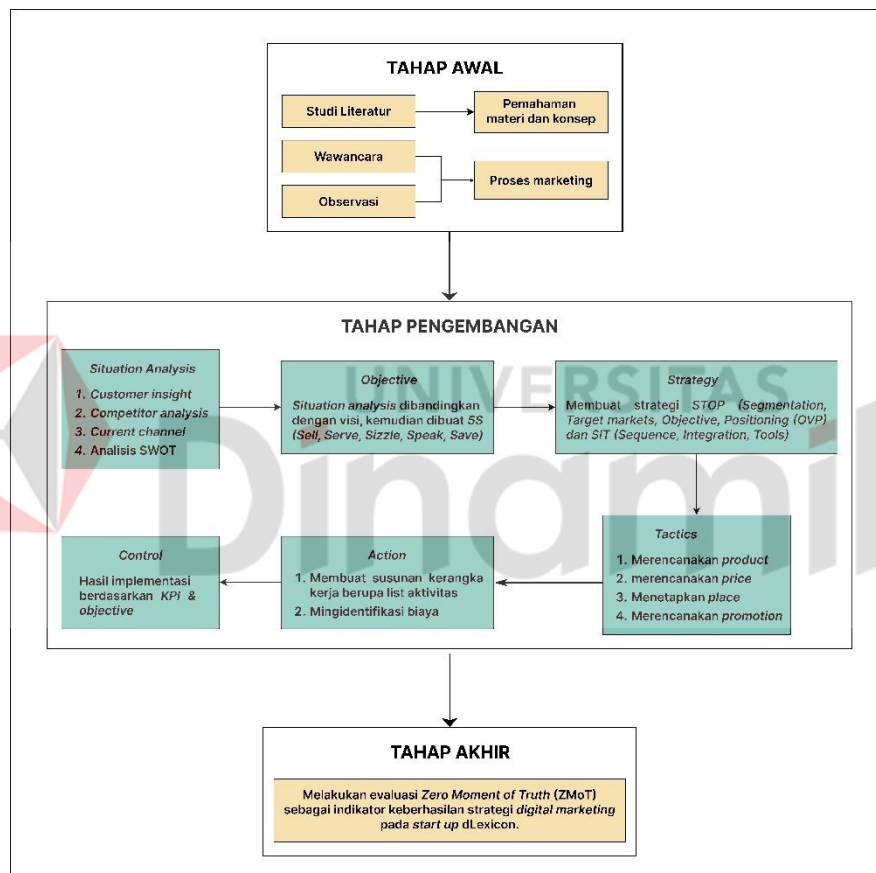 TAHAP AWAL
Studi Literatur
Pemahaman
materi dan konsep
Wawancara
Observasi
Proses marketing
TAHAP PENGEMBANGAN
Situation Analysis
1. Customer insight
2. Competitor analysis
3. Current channel
4. Analisis SWOT
Objective
Situation analysis dibandingkan
dengan visi, kemudian dibuat 5S
(Sell, Serve, Sizzle, Speak, Save)
Strategy
Membuat strategi STOP (Segmentation,
Target markets, Objective, Positioning (OVP)
dan SIT (Sequence, Integration, Tools)
Tactics
1. Merencanakan product
2. merencanakan price
3. Menetapkan place
4. Merencanakan promotion
Action
1. Membuat susunan kerangka
kerja berupa list aktivitas
2. Mingidentifikasi biaya
Control
Hasil implementasi
berdasarkan KPI &
objective
TAHAP AKHIR
Melakukan evaluasi Zero Moment of Truth (ZMoT)
sebagai indikator keberhasilan strategi digital marketing
pada start up dLexicon.
UNIVERSITAS
Dinamik